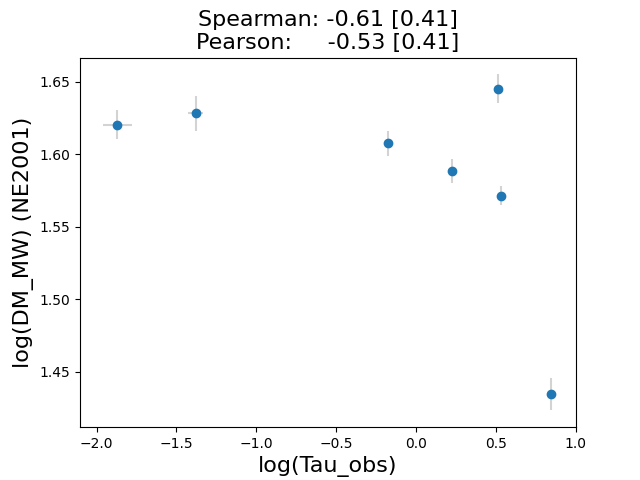 Spearman: -0.61 [0.41]
Pearson: -0.53 [0.41]
log(DM_MW) (NE2001)
1.65
1.60
1.55
1.50
1.45
-2.0 -1.5 -1.0 -0.5 0.0 0.5 1.0
log(Tau_obs)